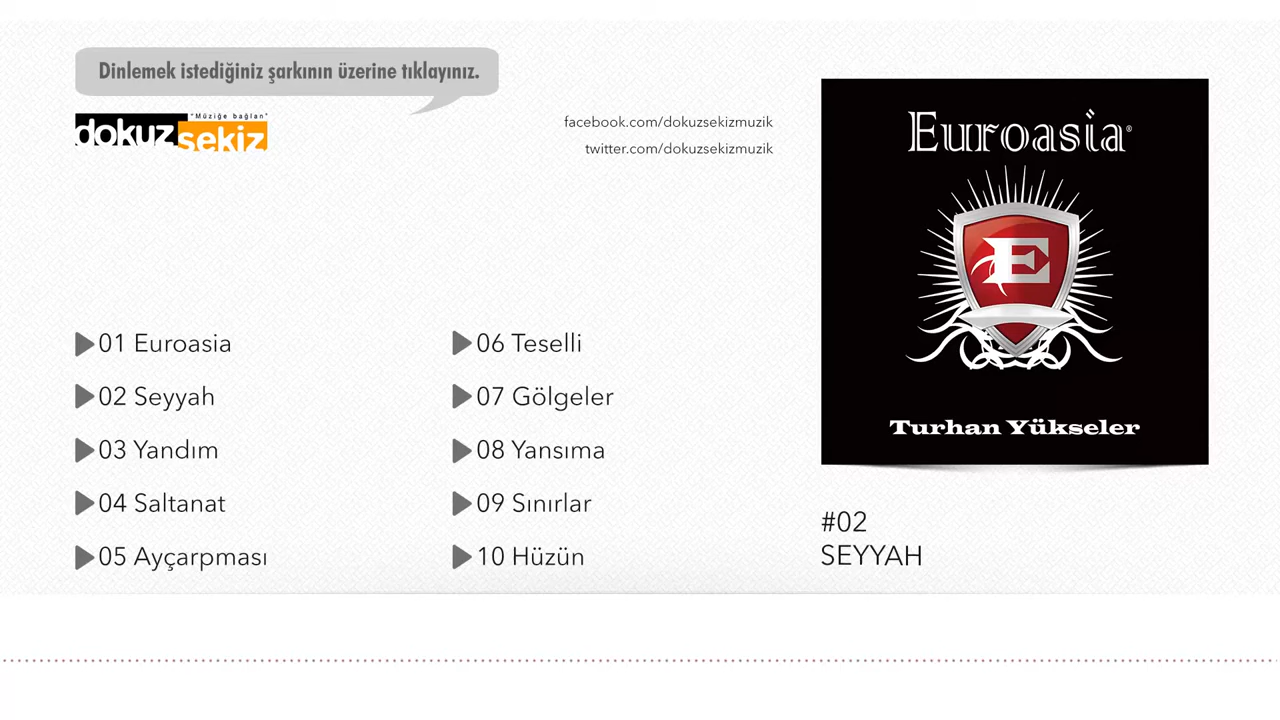 Dinlemek istediğiniz şarkının üzerine tıklayınız.
"Müziğe bağlan"
dokuz sekiz
facebook.com/dokuzsekizmuzik
twitter.com/dokuzsekizmuzik
01 Euroasia
02 Seyyah
03 Yandım
04 Saltanat
05 Ayçarpması
06 Teselli
07 Gölgeler
08 Yansıma
09 Sınırlar
10 Hüzün
Euroasia®
E
Turhan Yükseler
#02
SEYYAH